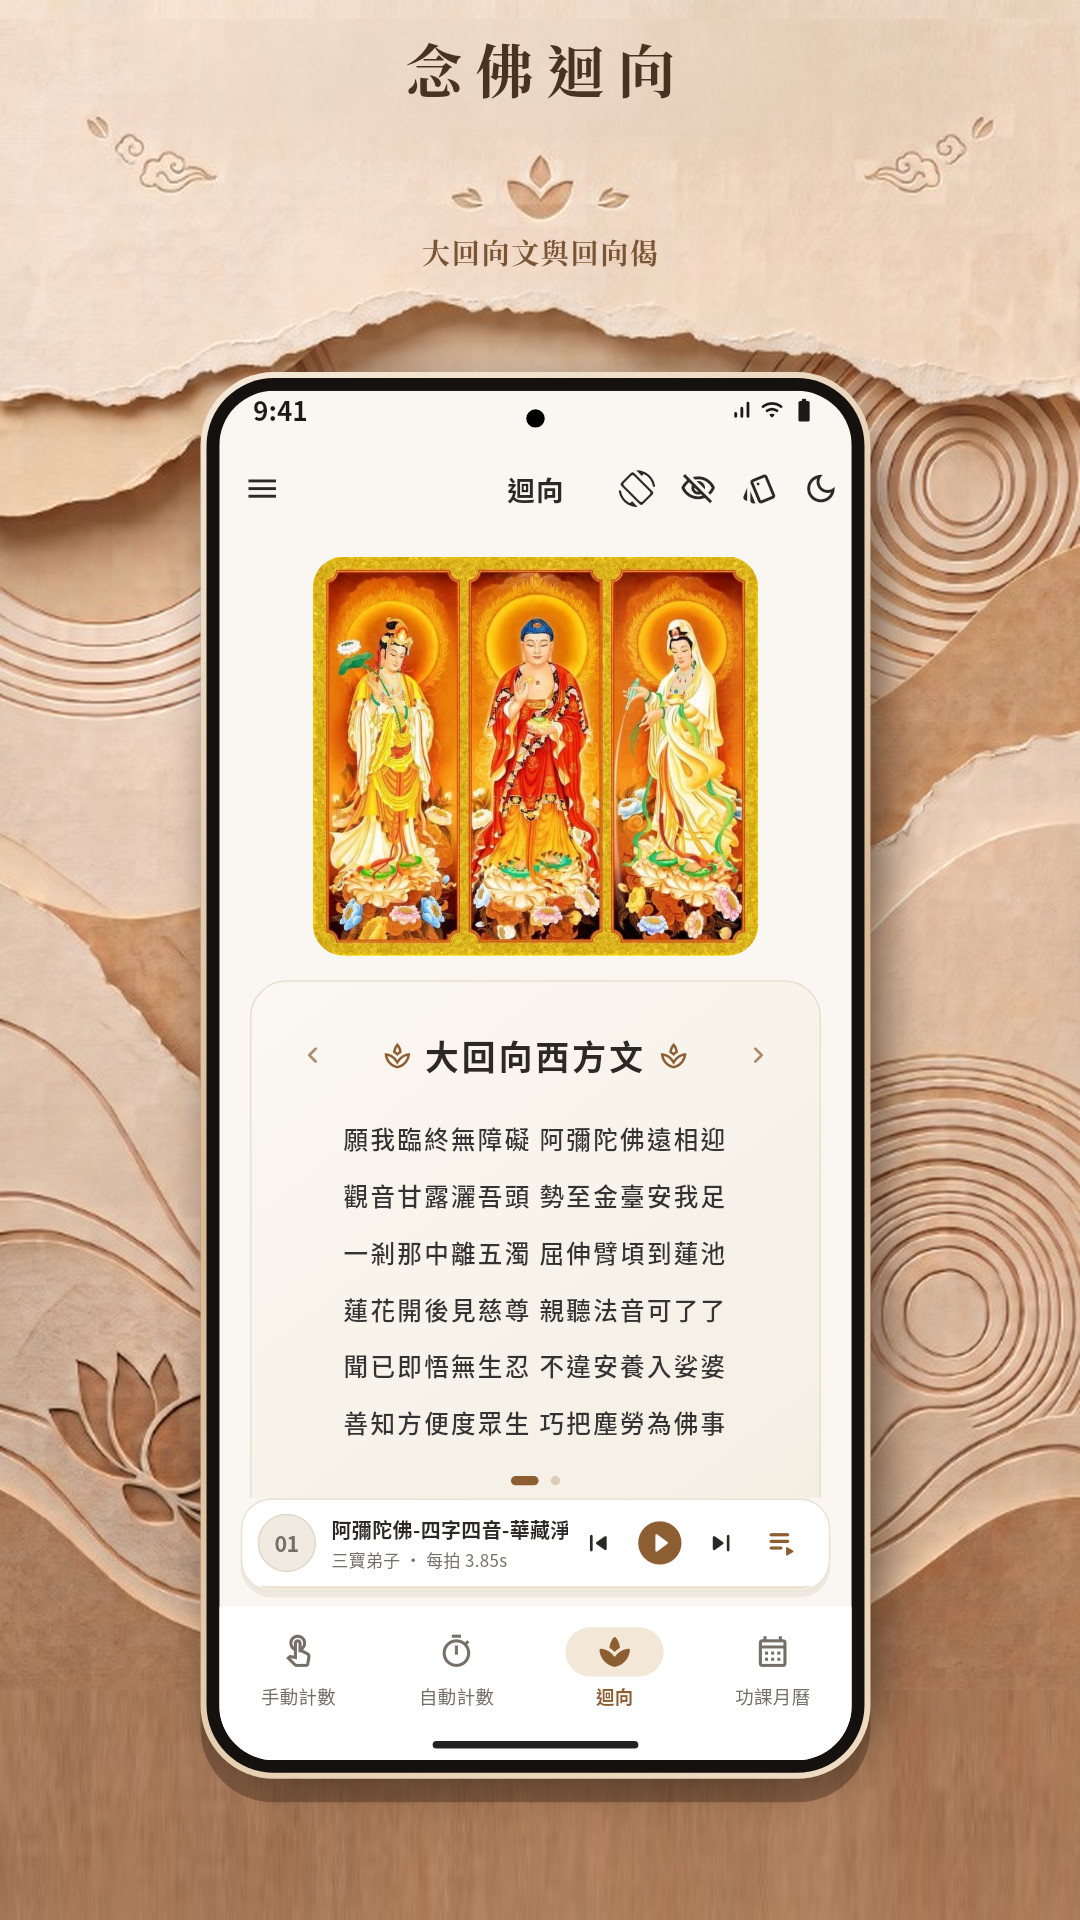 念佛迴向
大回向文與回向偈
9:41
迴向
大回向西方文
願我臨終無障礙 阿彌陀佛遠相迎
觀音甘露灑吾頭 勢至金臺安我足
一剎那中離五濁 屈伸臂頃到蓮池
蓮花開後見慈尊 親聽法音可了了
聞已即悟無生忍 不違安養入娑婆
善知方便度眾生 巧把塵勞為佛事
01
阿彌陀佛-四字四音-華藏淨
三寶弟子 · 每拍 3.85s
手動計數
自動計數
迴向
功課月曆